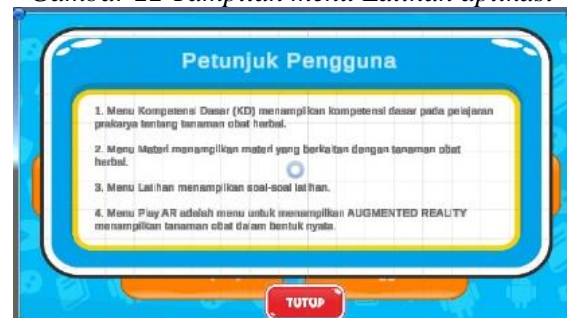 Gambar 22 Tampilan menu Latihan aplikasi
Petunjuk Pengguna
1. Menu Kompetensi Dasar (KD) menampilkan kompetensi dasar pada pelajaran
prakarya tentang tanaman obat herbal.
2. Menu Materi menampilkan materi yang berkaitan dengan tanaman obat
herbal.
3. Menu Latihan menampilkan soal-soal latihan.
4. Menu Play AR adalah menu untuk menampilkan AUGMENTED REALITY
menampilkan tanaman obat dalam bentuk nyata.
TUTUP